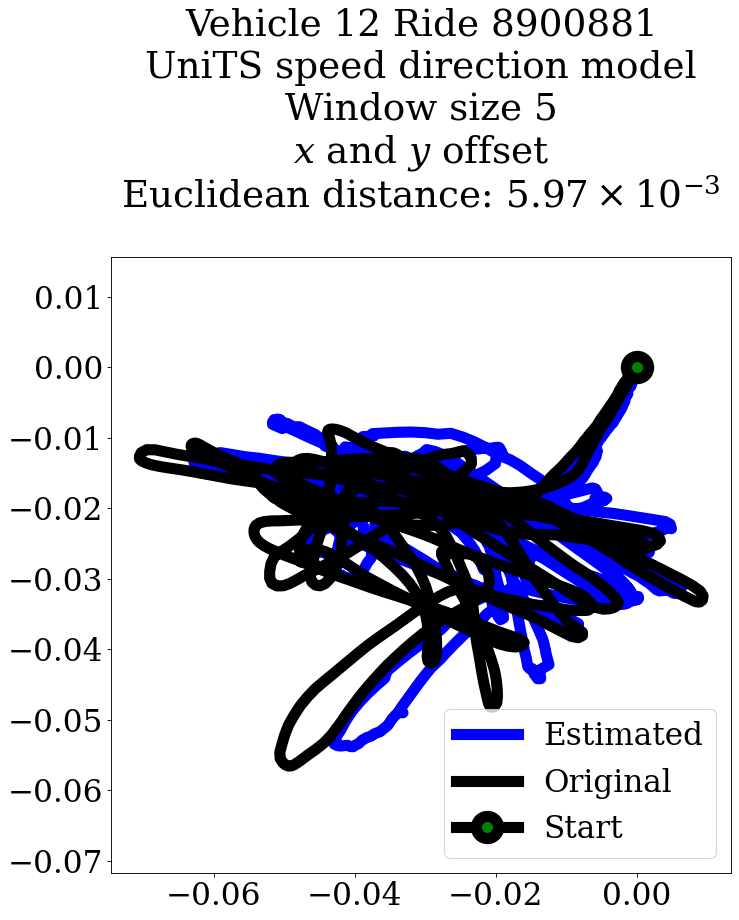 Vehicle 12 Ride 8900881
UniTS speed direction model
Window size 5
x and y offset
Euclidean distance: 5.97 × 10⁻³
0.01
0.00
−0.01
−0.02
−0.03
−0.04
−0.05
−0.06
−0.07
Estimated
Original
Start
−0.06 −0.04 −0.02 0.00